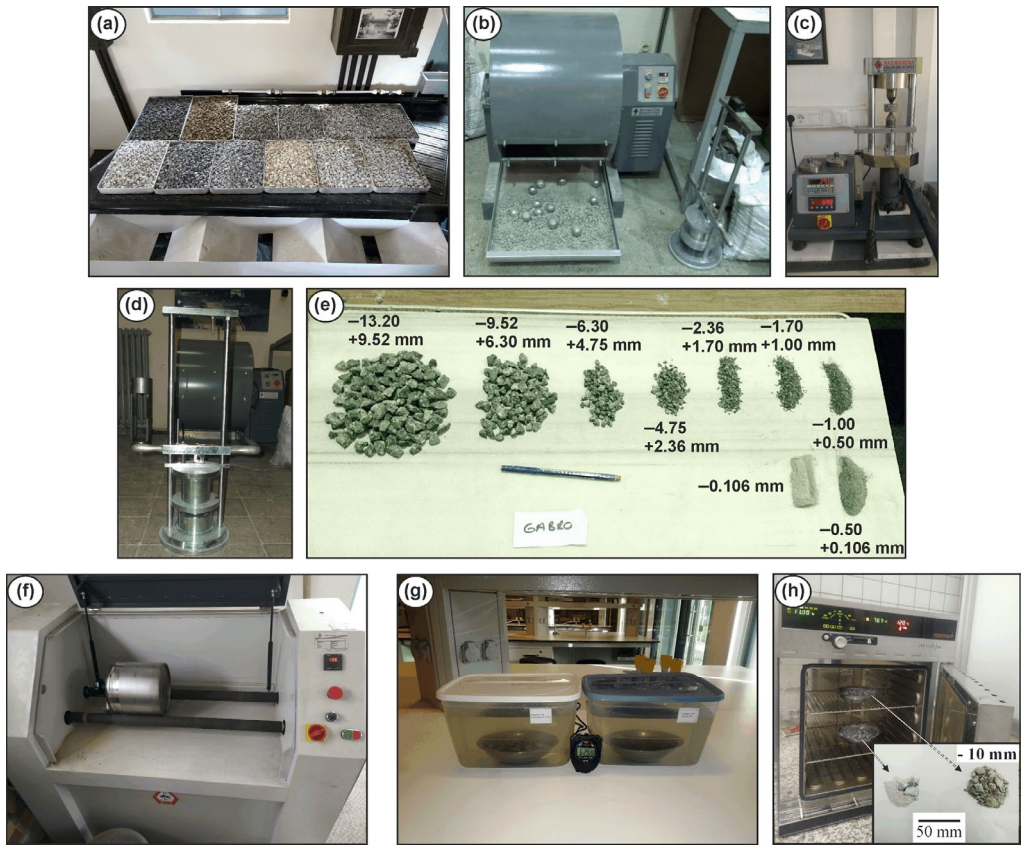 (a)
(b)
(c)
(d)
(e)
–13.20
+9.52 mm
–9.52
+6.30 mm
–6.30
+4.75 mm
–4.75
+2.36 mm
–2.36
+1.70 mm
–1.70
+1.00 mm
–1.00
+0.50 mm
–0.106 mm
–0.50
+0.106 mm
GABRO
(f)
(g)
(h)
- 10 mm
50 mm